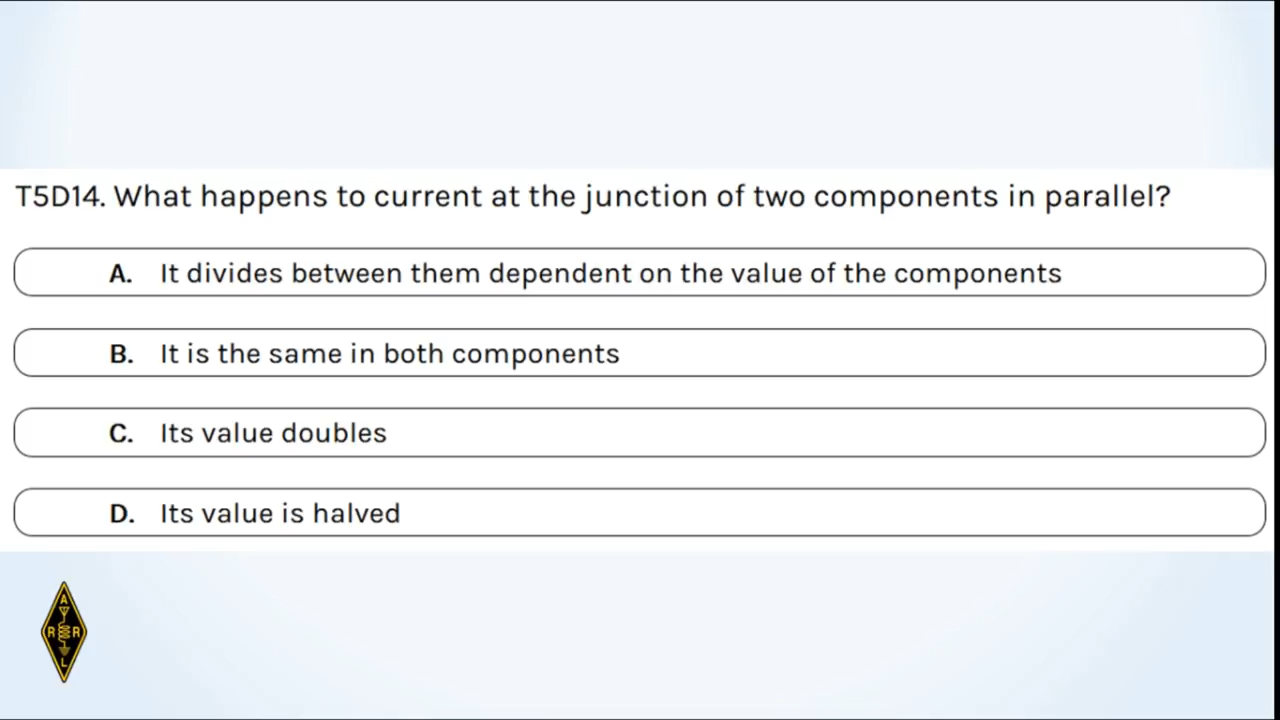 T5D14. What happens to current at the junction of two components in parallel?
A. It divides between them dependent on the value of the components
B. It is the same in both components
C. Its value doubles
D. Its value is halved
A
R R
L